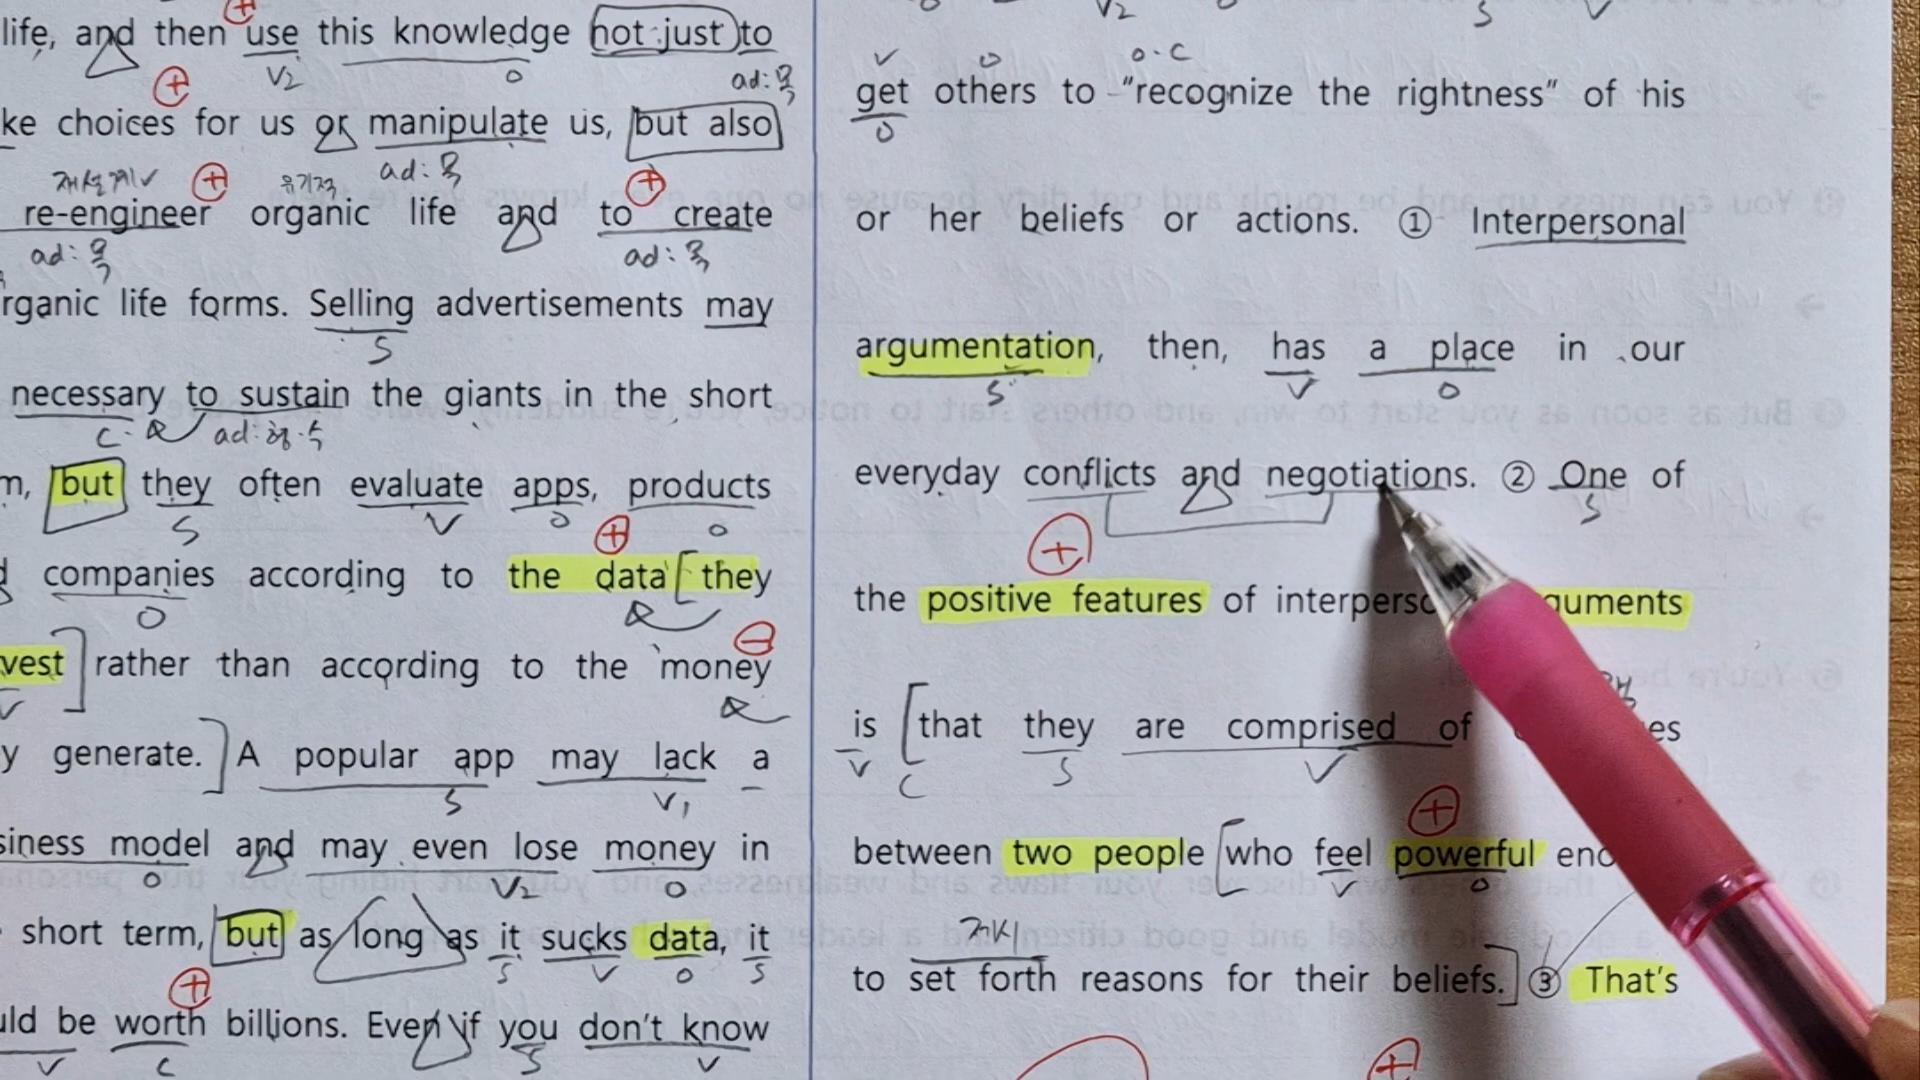 life, and then use this knowledge not just to
ke choices for us or manipulate us, but also
re-engineer organic life and to create
rganic life forms. Selling advertisements may
necessary to sustain the giants in the short
m, but they often evaluate apps, products
companies according to the data they
vest rather than according to the money
y generate. A popular app may lack a
siness model and may even lose money in
short term, but as long as it sucks data, it
uld be worth billions. Even if you don't know
V2
S V
V O O·C
get others to "recognize the rightness" of his
O
or her beliefs or actions. ① Interpersonal
argumentation, then, has a place in our
S V O
everyday conflicts and negotiations. ② One of
S
the positive features of interperso guments
is that they are comprised of es
V C S V
between two people who feel powerful eno
V O
제시
to set forth reasons for their beliefs. ③ That's